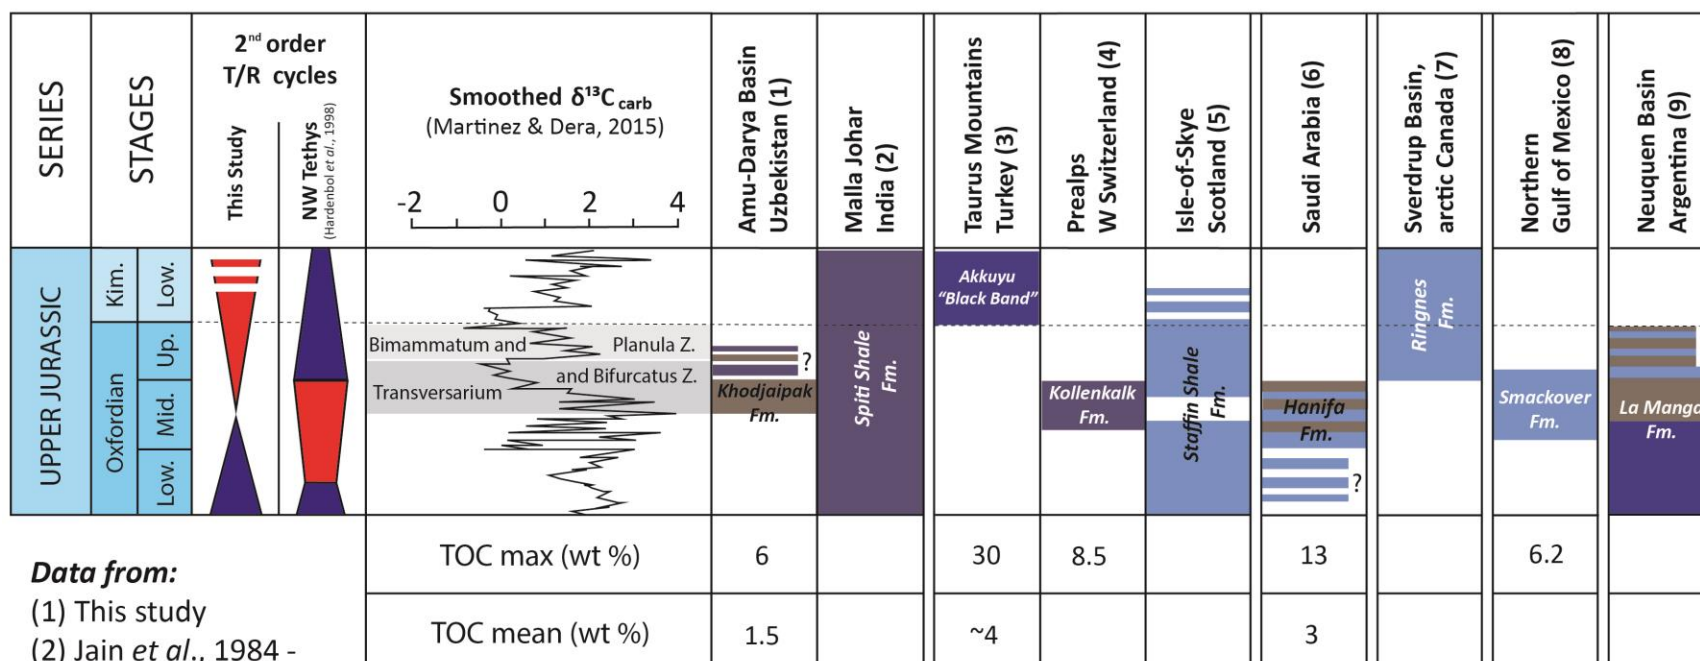 SERIES
STAGES
2nd order
T/R cycles
This Study
NW Tethys
(Hardenbol et al., 1998)
Smoothed δ¹³C carb
(Martinez & Dera, 2015)
-2 0 2 4
Amu-Darya Basin
Uzbekistan (1)
Malla Johar
India (2)
Taurus Mountains
Turkey (3)
Prealps
W Switzerland (4)
Isle-of-Skye
Scotland (5)
Saudi Arabia (6)
Sverdrup Basin,
arctic Canada (7)
Northern
Gulf of Mexico (8)
Neuquen Basin
Argentina (9)
UPPER JURASSIC
Kim.
Low.
Oxfordian
Up.
Mid.
Low.
Bimammatum and Planula Z.
Transversarium and Bifurcatus Z.
?
Khodjaipak
Fm.
Spiti Shale
Fm.
Akkuyu
"Black Band"
Kollenkalk
Fm.
Staffin Shale
Fm.
Hanifa
Fm.
?
Ringnes
Fm.
Smackover
Fm.
La Manga
Fm.
TOC max (wt %) 6 30 8.5 13 6.2
TOC mean (wt %) 1.5 ~4 3
Data from:
(1) This study
(2) Jain et al., 1984 -